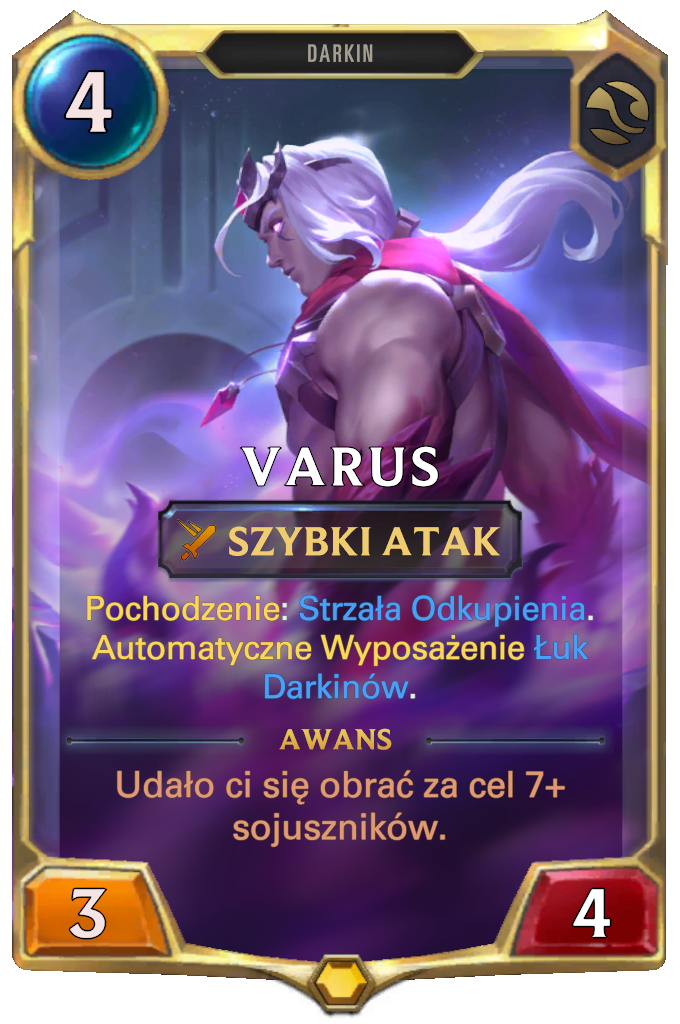 DARKIN
4
VARUS
SZYBKI ATAK
Pochodzenie: Strzała Odkupienia.
Automatyczne Wyposażenie Łuk
Darkinów.
AWANS
Udało ci się obrać za cel 7+
sojuszników.
3
4